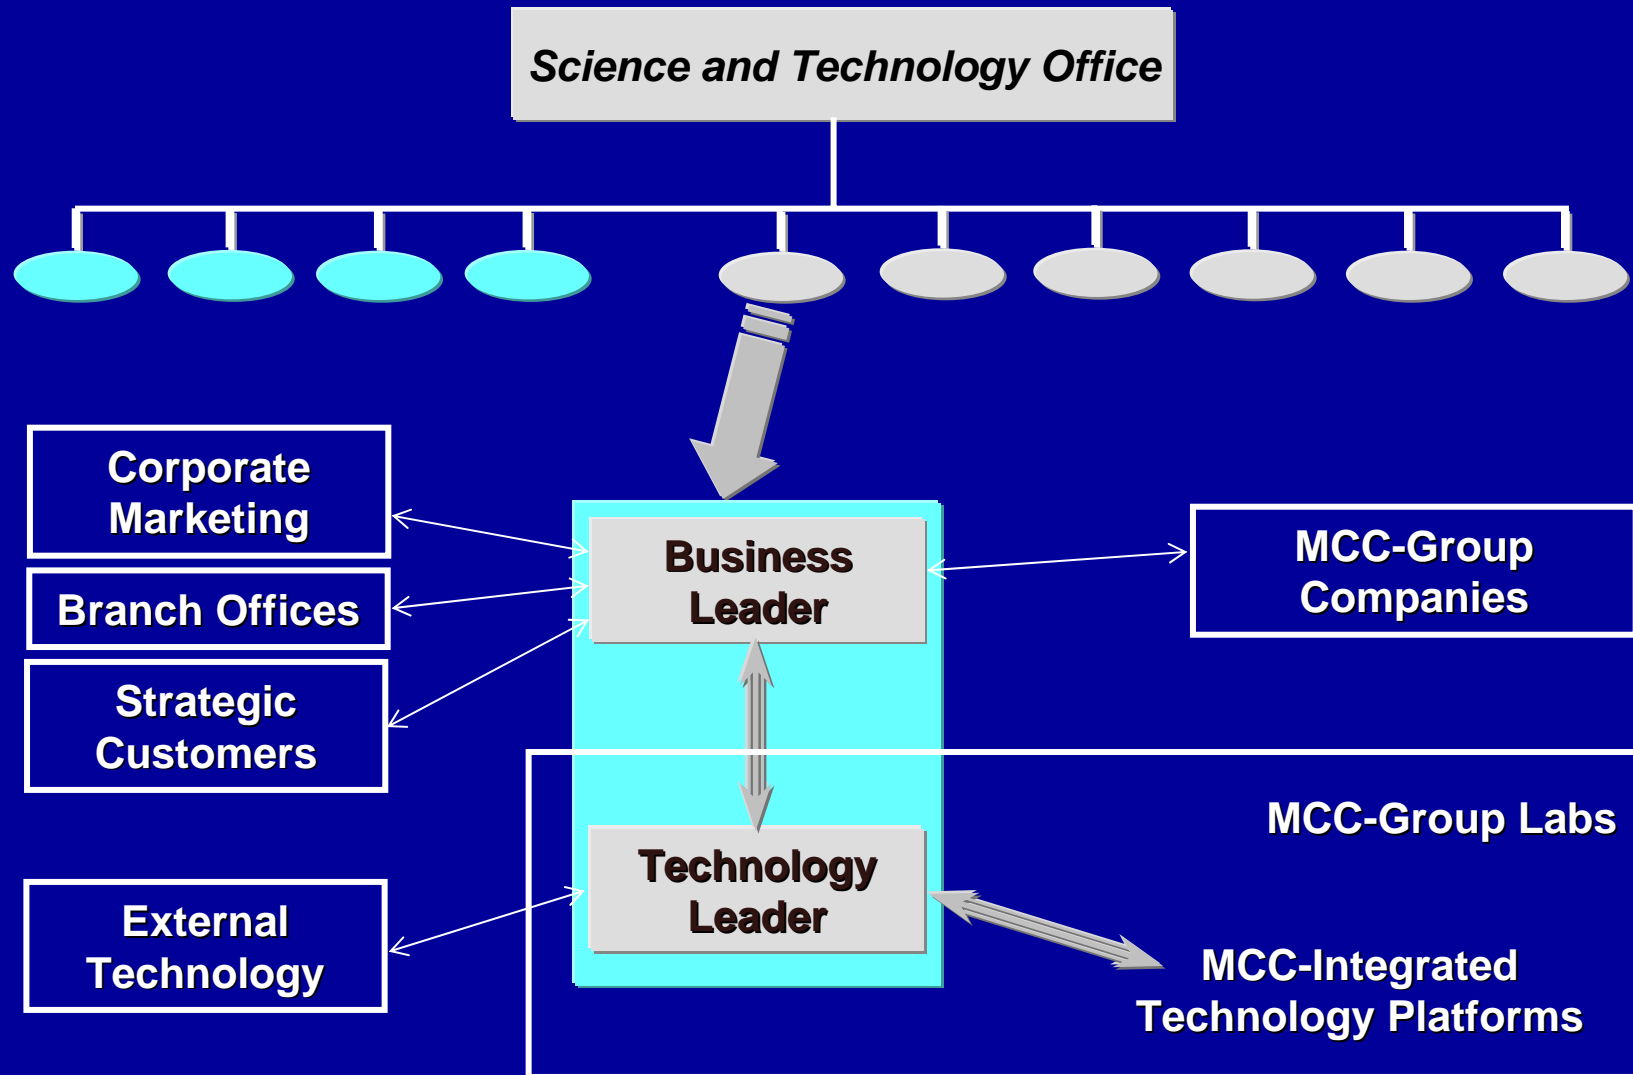 Science and Technology Office
Corporate
Marketing
Branch Offices
Strategic
Customers
External
Technology
Business
Leader
Technology
Leader
MCC-Group
Companies
MCC-Group Labs
MCC-Integrated
Technology Platforms